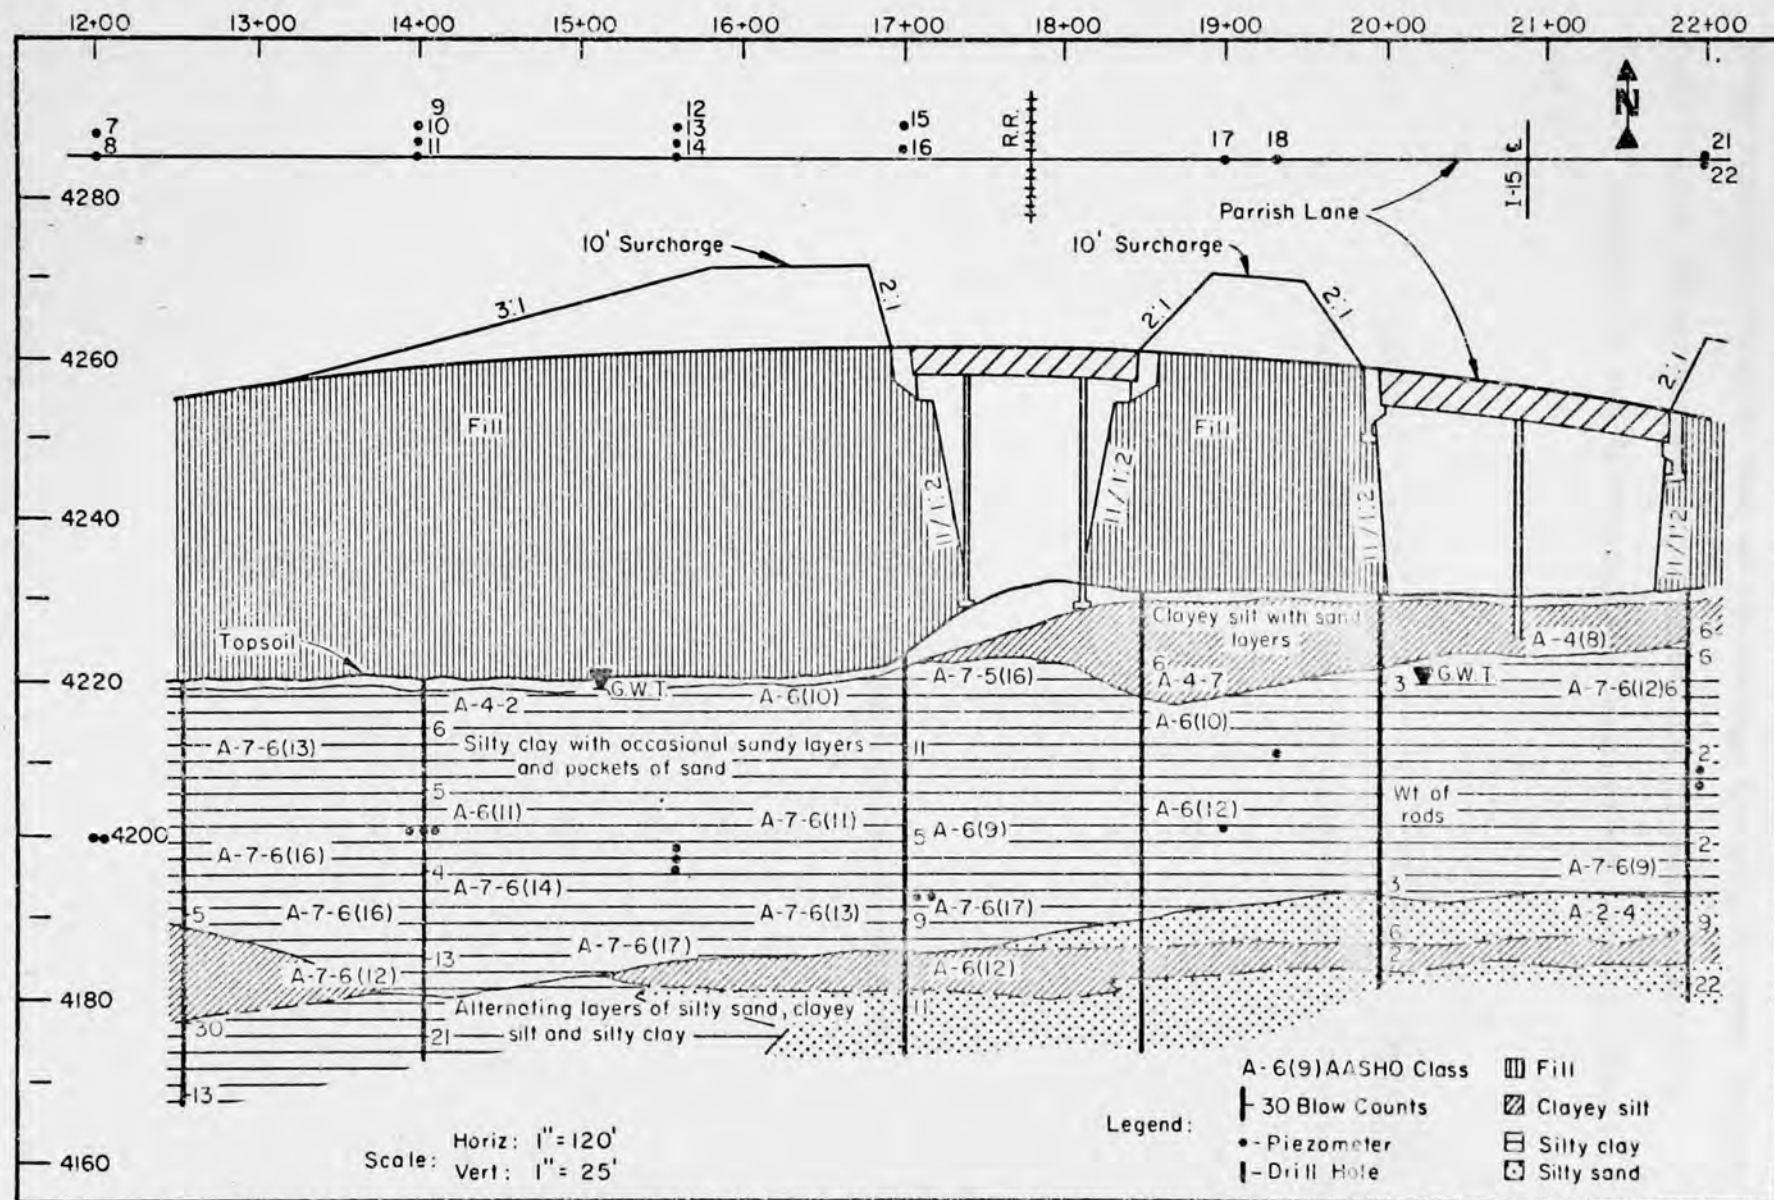 12+00 13+00 14+00 15+00 16+00 17+00 18+00 19+00 20+00 21+00 22+00
N
9 12
7 10 13 15
8 11 14 16
R.R.
17 18
I-15 ℄
21
22
4280
Parrish Lane
10' Surcharge
10' Surcharge
3:1
2:1
2:1
2:1
2:1
4260
Fill
Fill
11/1:2
11/1:2
11/1:2
11/1:2
4240
Topsoil
Clayey silt with sand
layers
A-4(8)
6
6
6
4220
G.W.T.
A-7-5(16)
A-4-7
3
G.W.T.
A-7-6(12)6
A-4-2
A-6(10)
A-6(10)
6
A-7-6(13)
Silty clay with occasional sandy layers
and pockets of sand
11
2
5
A-6(11)
A-7-6(11)
5
A-6(9)
A-6(12)
Wt of
rods
4200
2
A-7-6(16)
4
A-7-6(14)
A-7-6(9)
3
5
A-7-6(16)
A-7-6(13)
9
A-7-6(17)
A-2-4
9
6
2
13
A-7-6(17)
A-7-6(12)
A-6(12)
22
4180
Alternating layers of silty sand, clayey
silt and silty clay
11
30
21
13
4160
Scale:
Horiz: 1"=120'
Vert: 1"=25'
Legend:
A-6(9) AASHO Class
30 Blow Counts
-Piezometer
-Drill Hole
Fill
Clayey silt
Silty clay
Silty sand